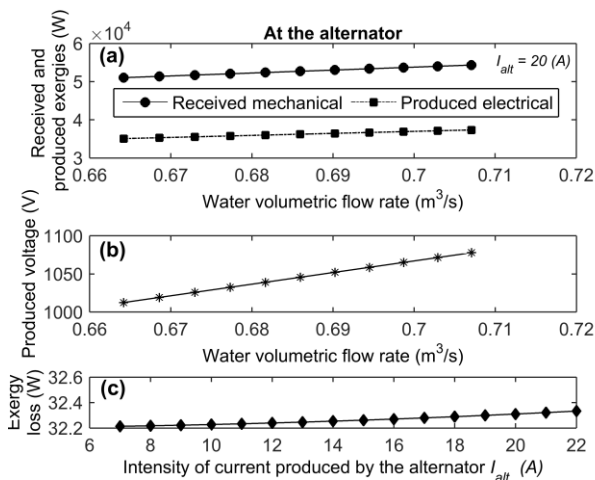 At the alternator
×10⁴
(a)
I_alt = 20 (A)
Received and
produced exergies (W)
6
5
4
3
Received mechanical
Produced electrical
0.66 0.67 0.68 0.69 0.7 0.71 0.72
Water volumetric flow rate (m³/s)
(b)
Produced voltage (V)
1100
1050
1000
0.66 0.67 0.68 0.69 0.7 0.71 0.72
Water volumetric flow rate (m³/s)
(c)
Exergy
loss (W)
32.6
32.4
32.2
6 8 10 12 14 16 18 20 22
Intensity of current produced by the alternator I_alt (A)